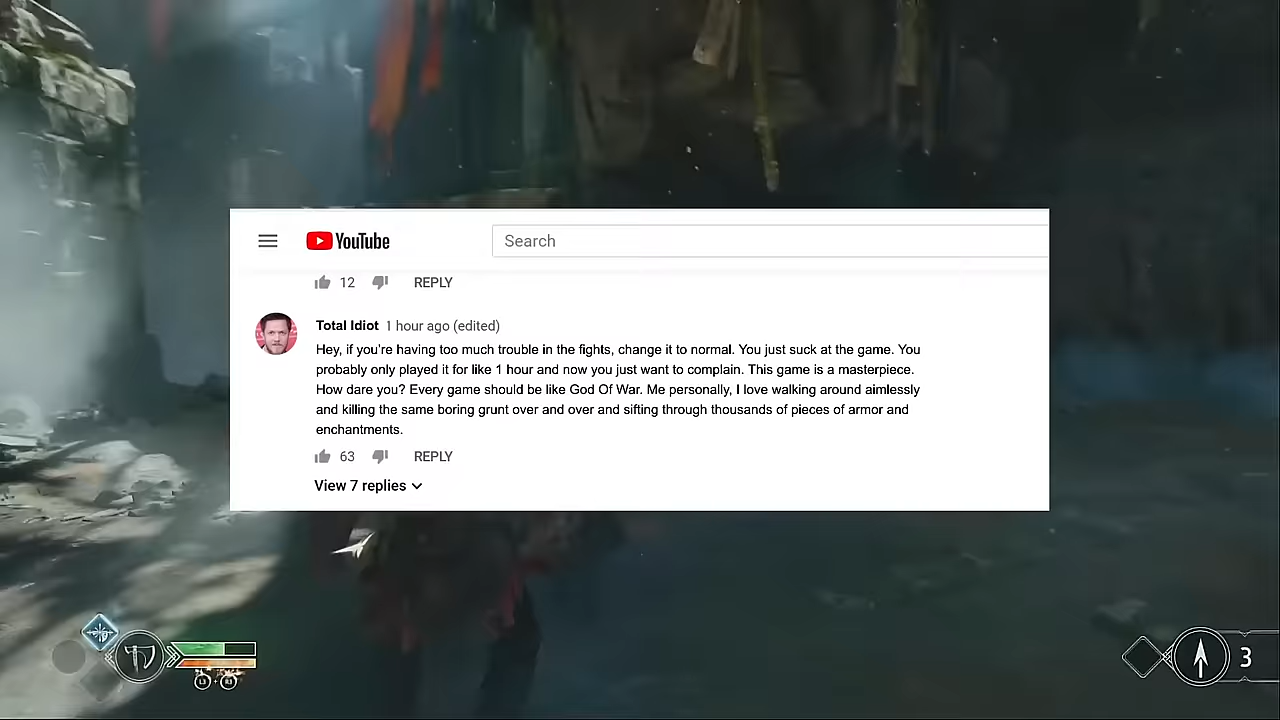 YouTube
Search
12
REPLY
Total Idiot 1 hour ago (edited)
Hey, if you're having too much trouble in the fights, change it to normal. You just suck at the game. You
probably only played it for like 1 hour and now you just want to complain. This game is a masterpiece.
How dare you? Every game should be like God Of War. Me personally, I love walking around aimlessly
and killing the same boring grunt over and over and sifting through thousands of pieces of armor and
enchantments.
63
REPLY
View 7 replies
L3 + R3
3